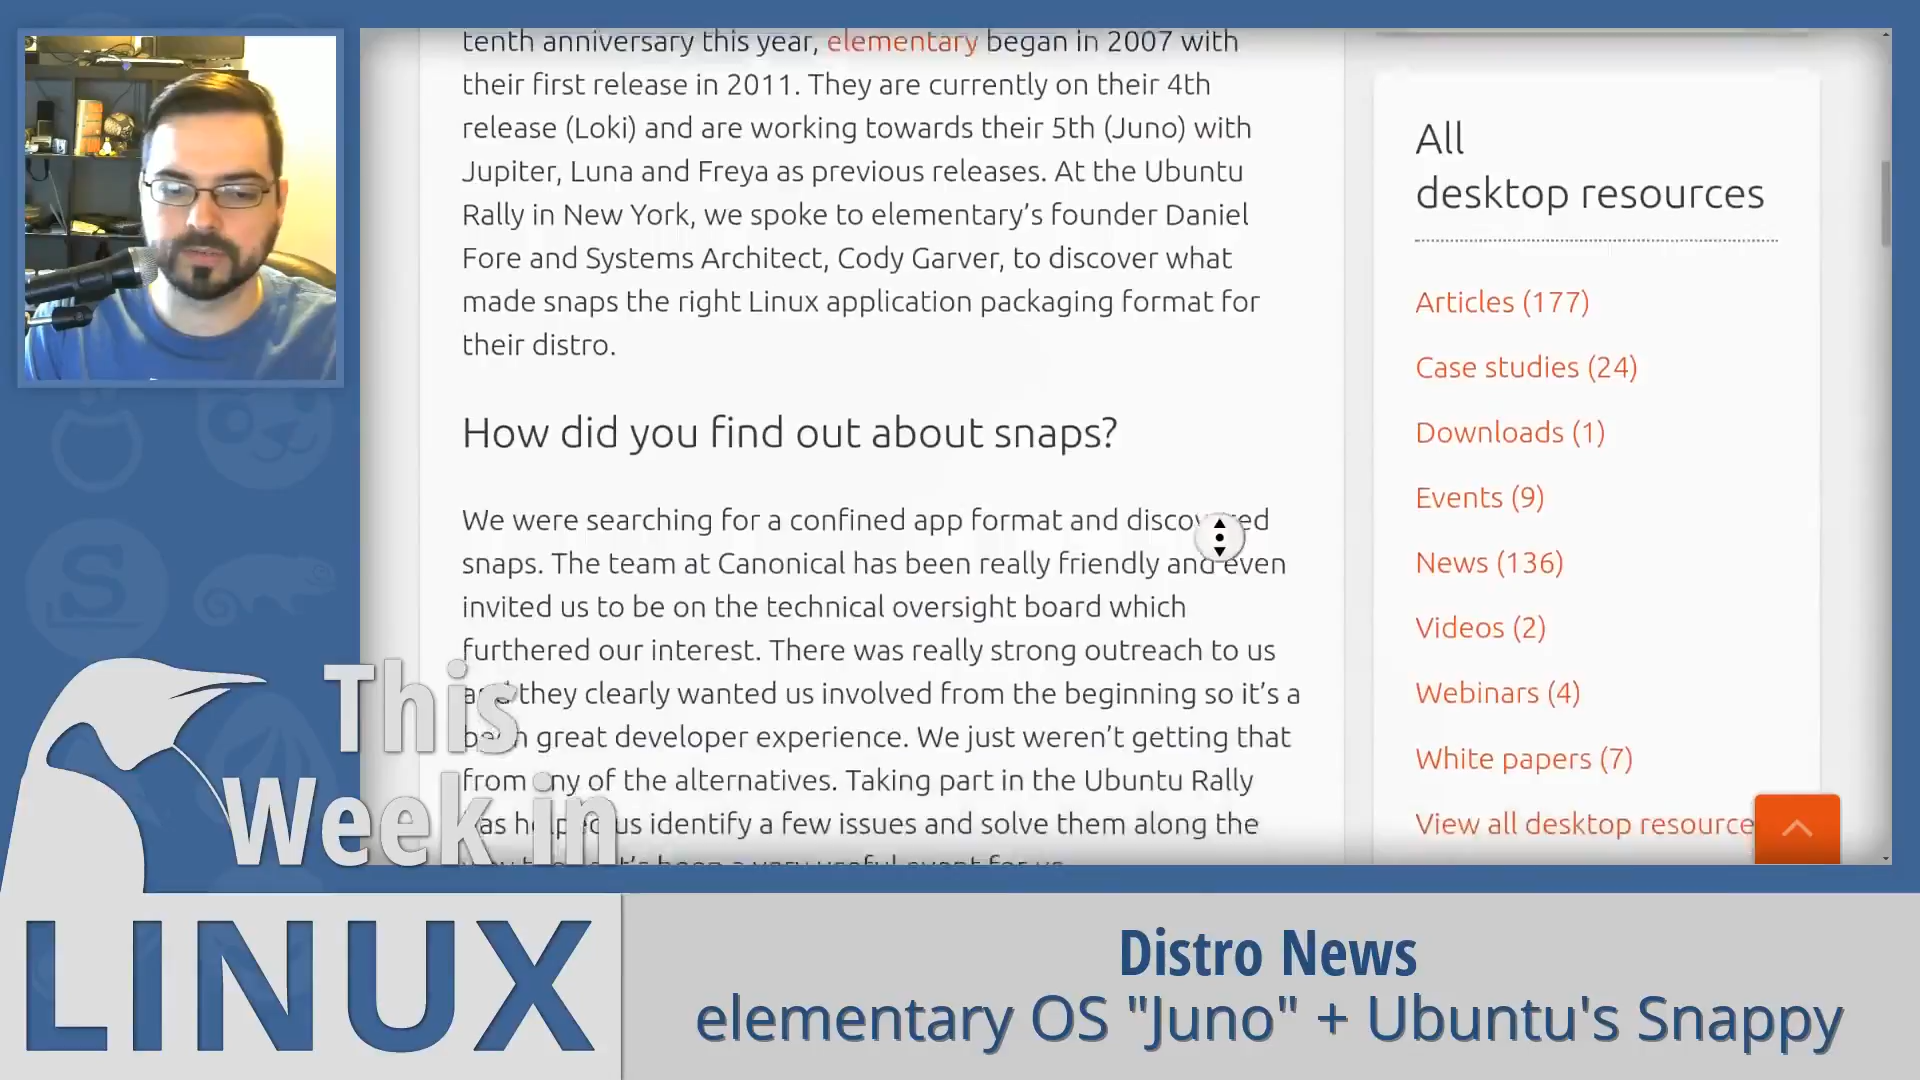 tenth anniversary this year, elementary began in 2007 with
their first release in 2011. They are currently on their 4th
release (Loki) and are working towards their 5th (Juno) with
Jupiter, Luna and Freya as previous releases. At the Ubuntu
Rally in New York, we spoke to elementary’s founder Daniel
Fore and Systems Architect, Cody Garver, to discover what
made snaps the right Linux application packaging format for
their distro.
How did you find out about snaps?
We were searching for a confined app format and discovered
snaps. The team at Canonical has been really friendly and even
invited us to be on the technical oversight board which
furthered our interest. There was really strong outreach to us
and they clearly wanted us involved from the beginning so it’s a
been great developer experience. We just weren’t getting that
from any of the alternatives. Taking part in the Ubuntu Rally
has helped us identify a few issues and solve them along the
it’s been a very useful event for us
All
desktop resources
Articles (177)
Case studies (24)
Downloads (1)
Events (9)
News (136)
Videos (2)
Webinars (4)
White papers (7)
View all desktop resource
This
Week in
LINUX
Distro News
elementary OS "Juno" + Ubuntu's Snappy